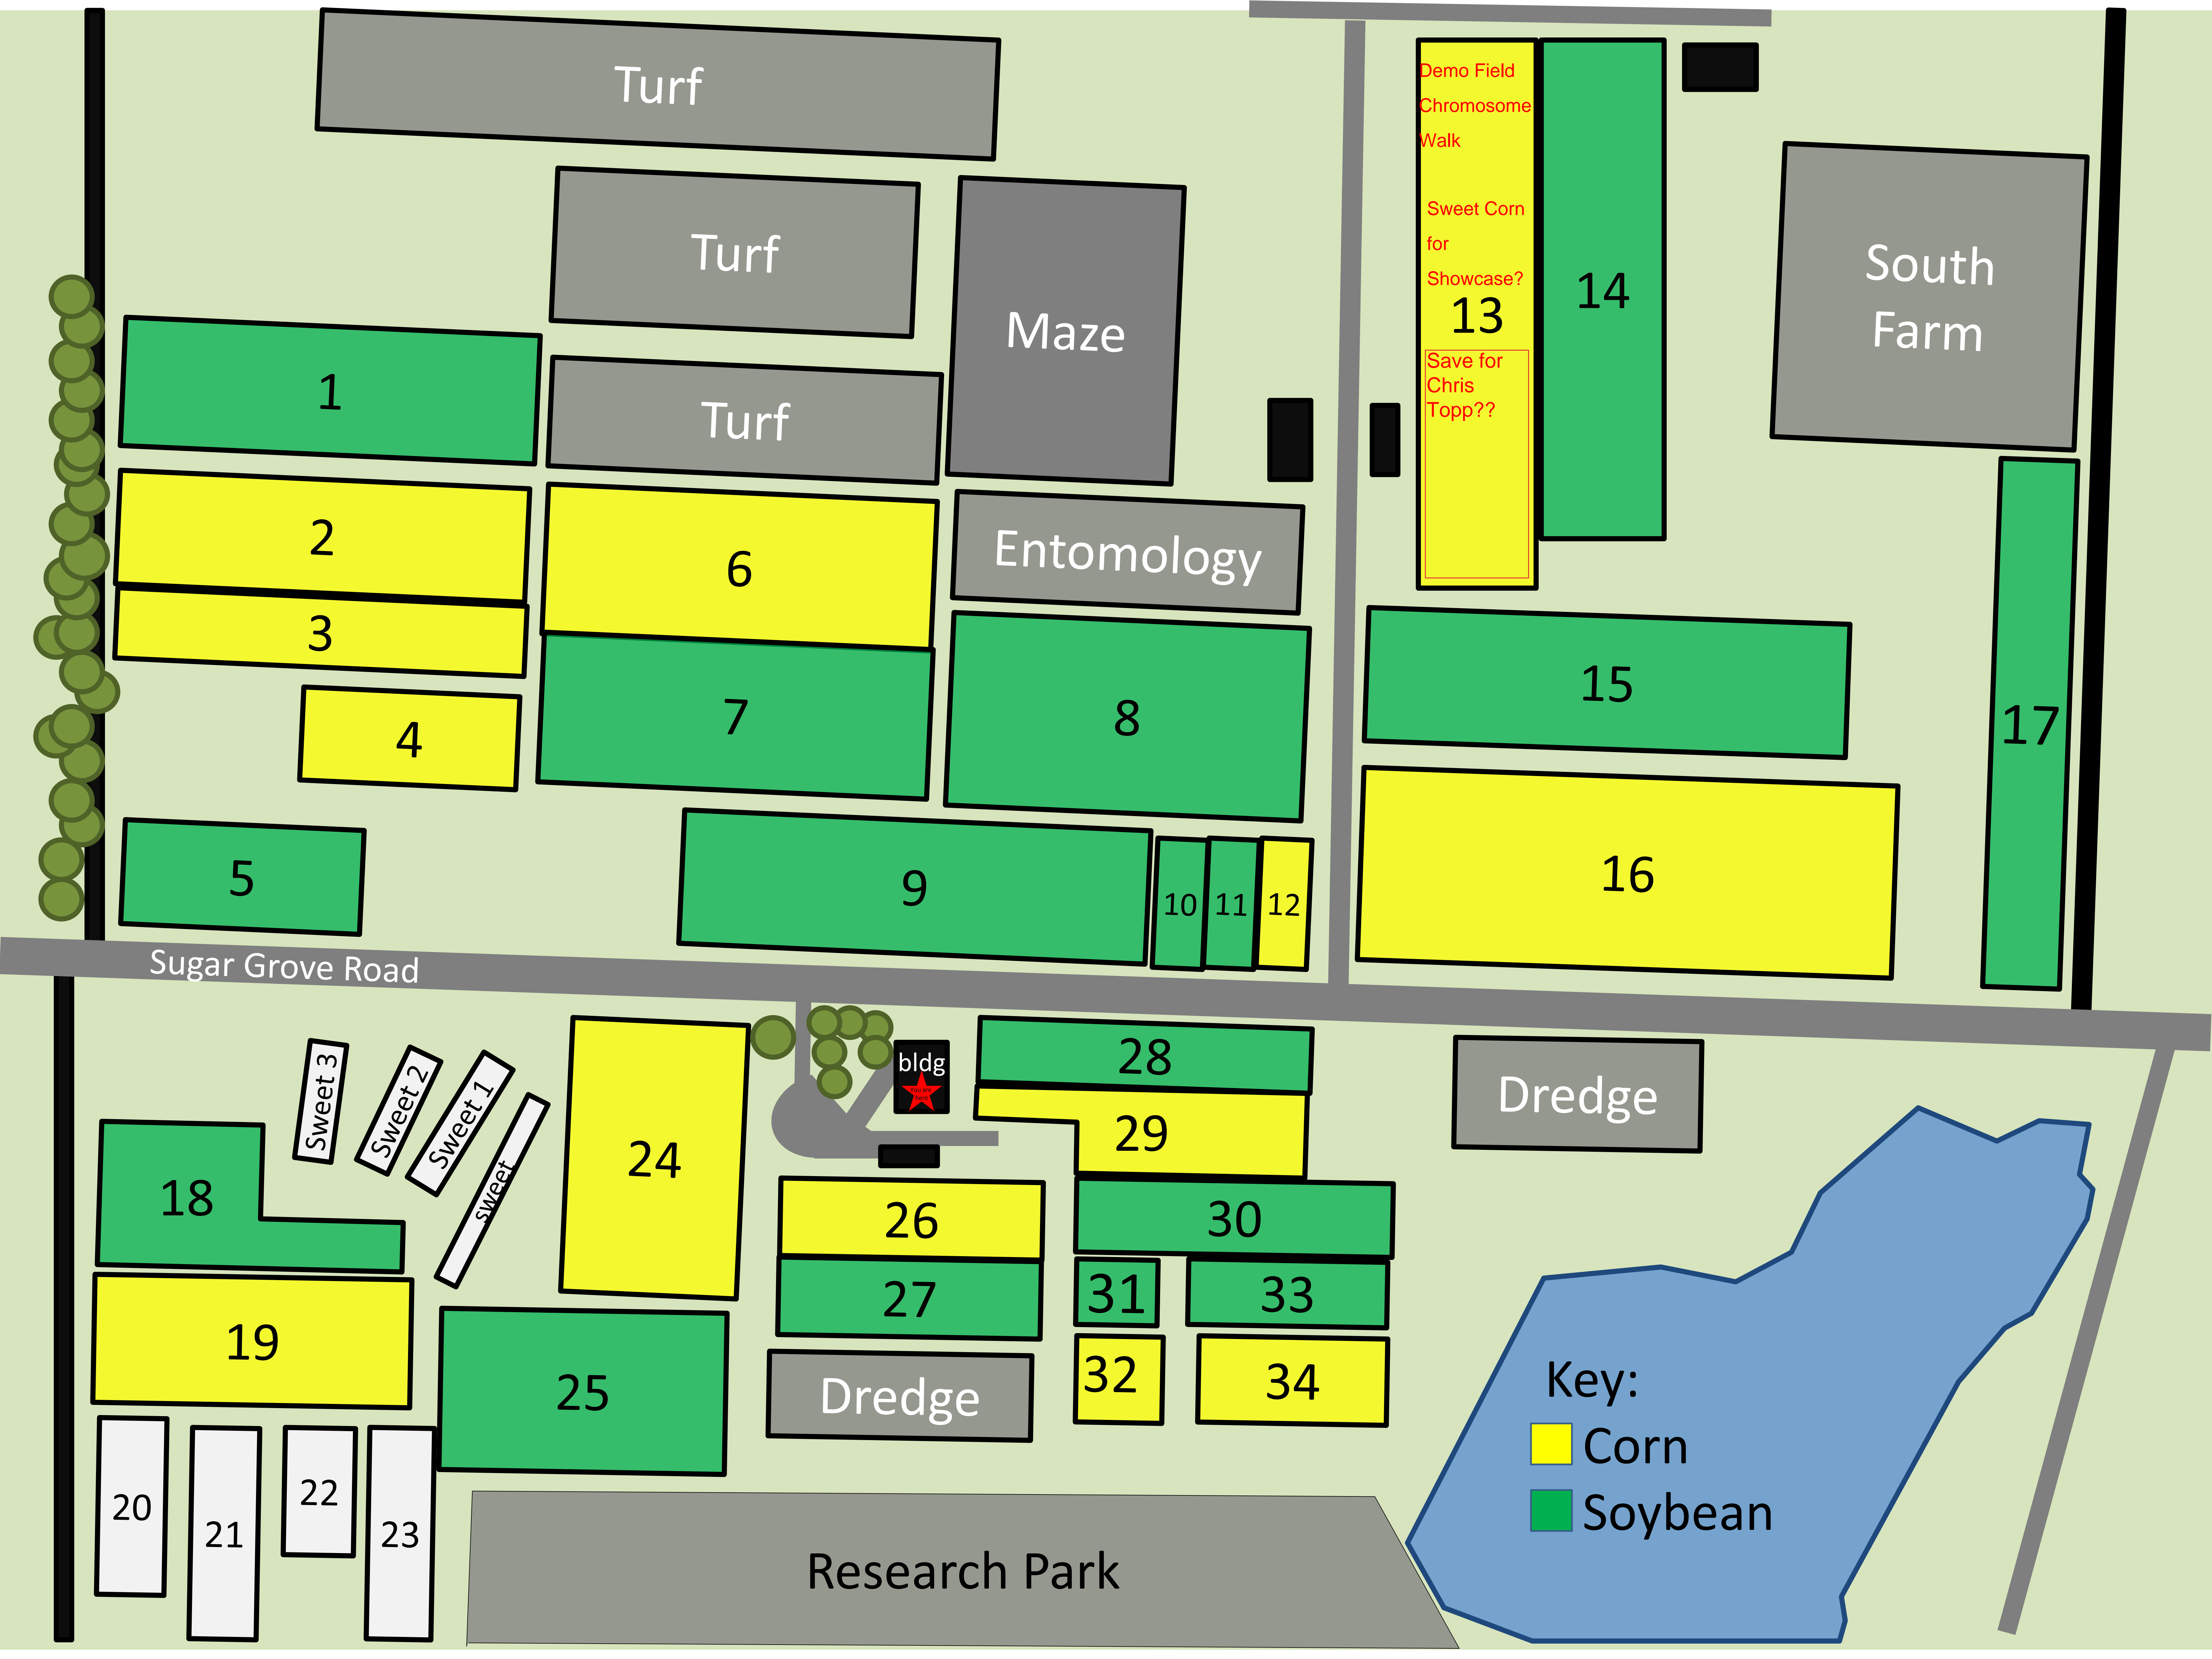 Turf
Demo Field
Chromosome
Walk
Turf
Maze
Sweet Corn
for
Showcase?
13
14
South
Farm
1
Turf
Save for
Chris
Topp??
2
6
Entomology
3
4
7
8
15
17
5
9
10
11
12
16
Sugar Grove Road
Sweet 3
Sweet 2
Sweet 1
sweet
24
bldg
You are
here
28
29
Dredge
18
26
30
19
27
31
33
25
Dredge
32
34
Key:
Corn
Soybean
20
21
22
23
Research Park